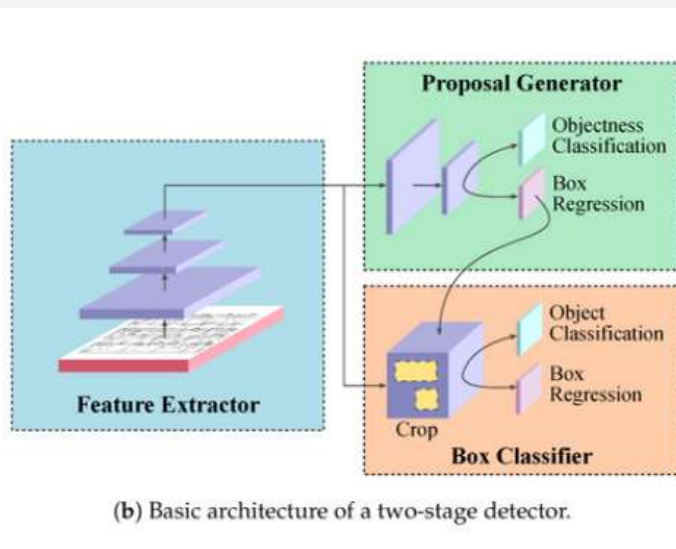 Proposal Generator
Objectness
Classification
Box
Regression
Feature Extractor
Object
Classification
Box
Regression
Crop
Box Classifier
(b) Basic architecture of a two-stage detector.